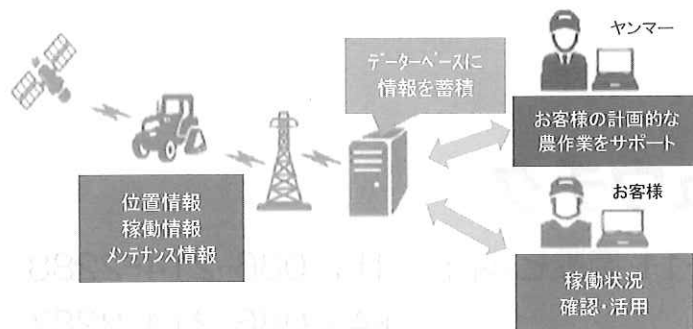 データーベースに
情報を蓄積
ヤンマー
お客様の計画的な
農作業をサポート
位置情報
稼働情報
メンテナンス情報
お客様
稼働状況
確認・活用